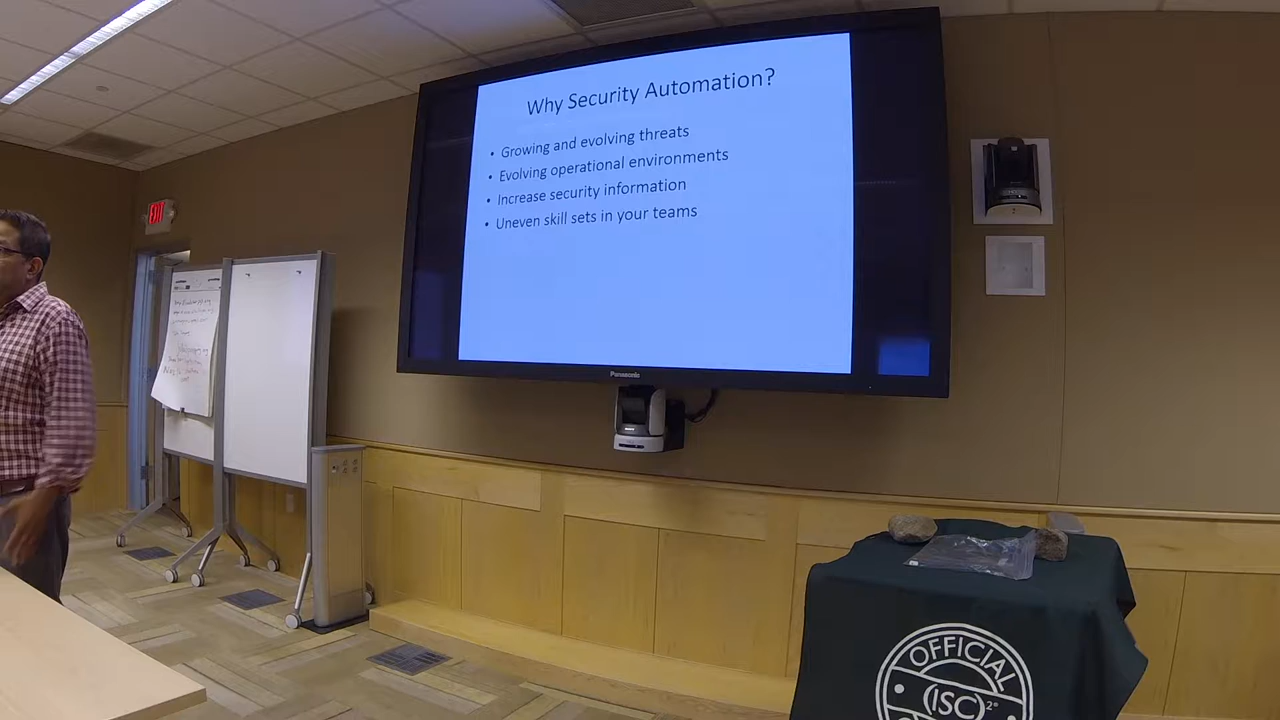 Why Security Automation?
• Growing and evolving threats
• Evolving operational environments
• Increase security information
• Uneven skill sets in your teams
EXIT
Panasonic
OFFICIAL
(ISC)²®